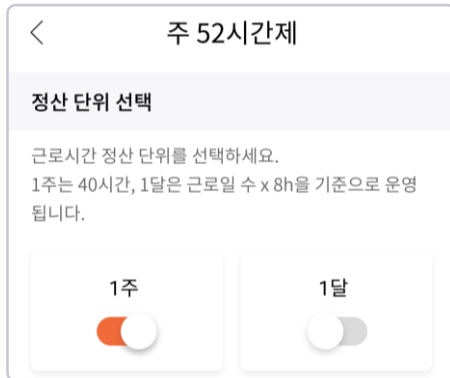 주 52시간제
정산 단위 선택
근로시간 정산 단위를 선택하세요.
1주는 40시간, 1달은 근로일 수 x 8h을 기준으로 운영
됩니다.
1주
1달